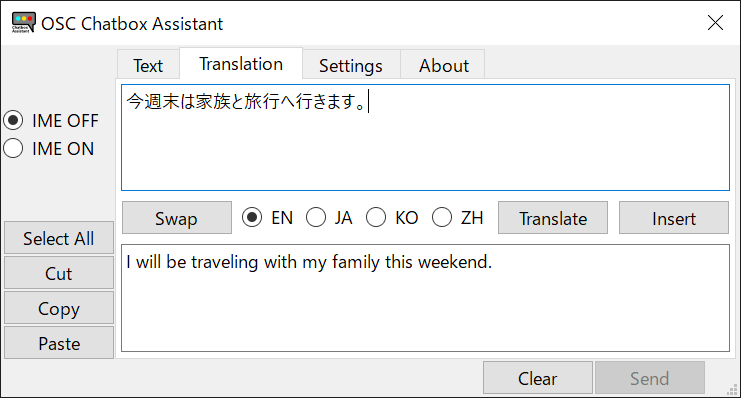 OSC Chatbox Assistant
Text Translation Settings About
IME OFF
IME ON
今週末は家族と旅行へ行きます。
Swap EN JA KO ZH Translate Insert
Select All
Cut
Copy
Paste
I will be traveling with my family this weekend.
Clear Send